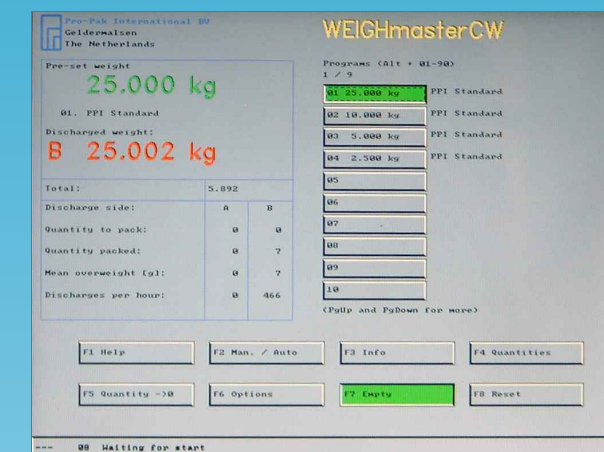 Pro-Pak International BV
Geldermalsen
The Netherlands
WEIGHmasterCW
Pre-set weight
25.000 kg
01. PPI Standard
Discharged weight:
B 25.002 kg
Total: 5.892
Discharge side: A B
Quantity to pack: 0 0
Quantity packed: 0 7
Mean overweight [g]: 0 7
Discharges per hour: 0 466
Programs (Alt + 01-90)
1 / 9
01 25.000 kg PPI Standard
02 10.000 kg PPI Standard
03 5.000 kg PPI Standard
04 2.500 kg PPI Standard
05
06
07
08
09
10
(PgUp and PgDown for more)
F1 Help F2 Man. / Auto F3 Info F4 Quantities
F5 Quantity ->0 F6 Options F7 Empty F8 Reset
--- 08 Waiting for start